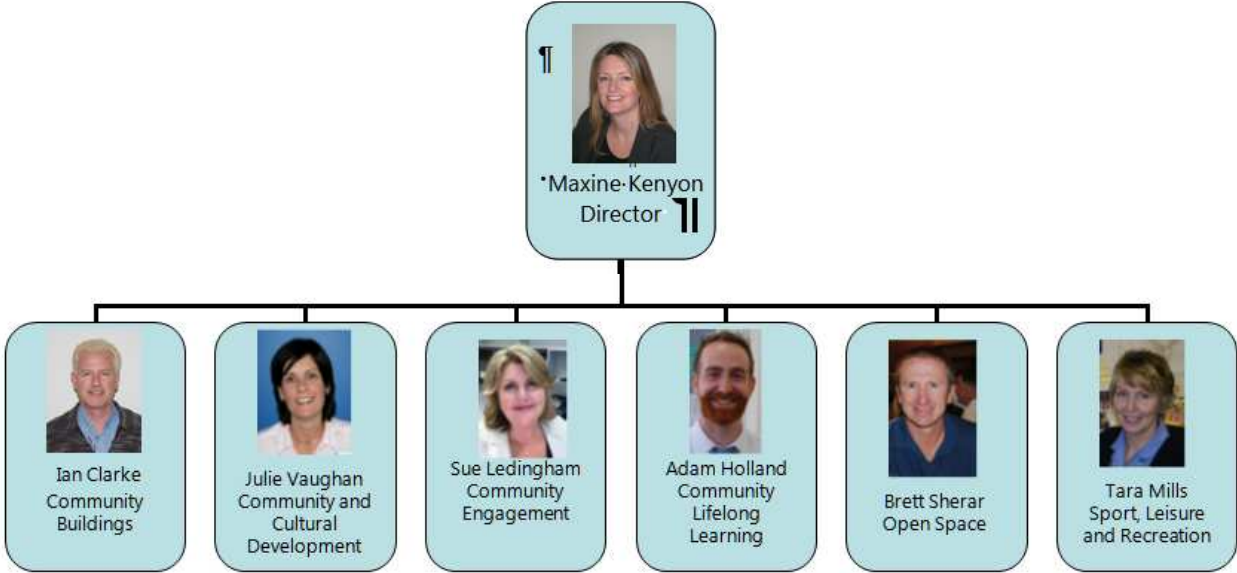 ¶
·Maxine·Kenyon
Director ¶
Ian Clarke
Community
Buildings
Julie Vaughan
Community and
Cultural
Development
Sue Ledingham
Community
Engagement
Adam Holland
Community
Lifelong
Learning
Brett Sherar
Open Space
Tara Mills
Sport, Leisure
and Recreation